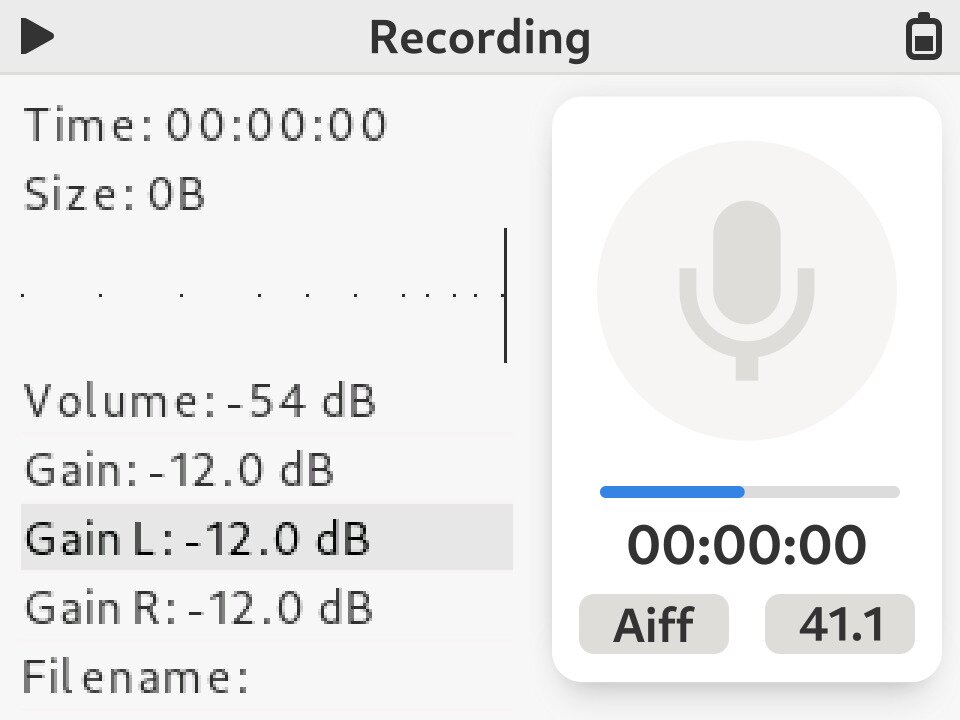 Recording
Time: 00:00:00
Size: 0B
Volume: -54 dB
Gain: -12.0 dB
Gain L: -12.0 dB
Gain R: -12.0 dB
Filename:
00:00:00
Aiff
41.1